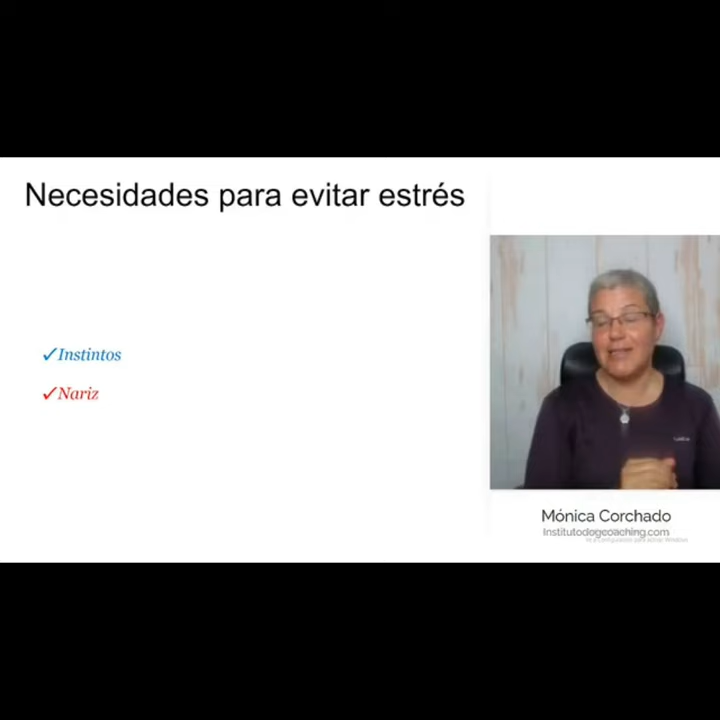 Necesidades para evitar estrés
✓Instintos
✓Nariz
Mónica Corchado
Institutodogcoaching.com